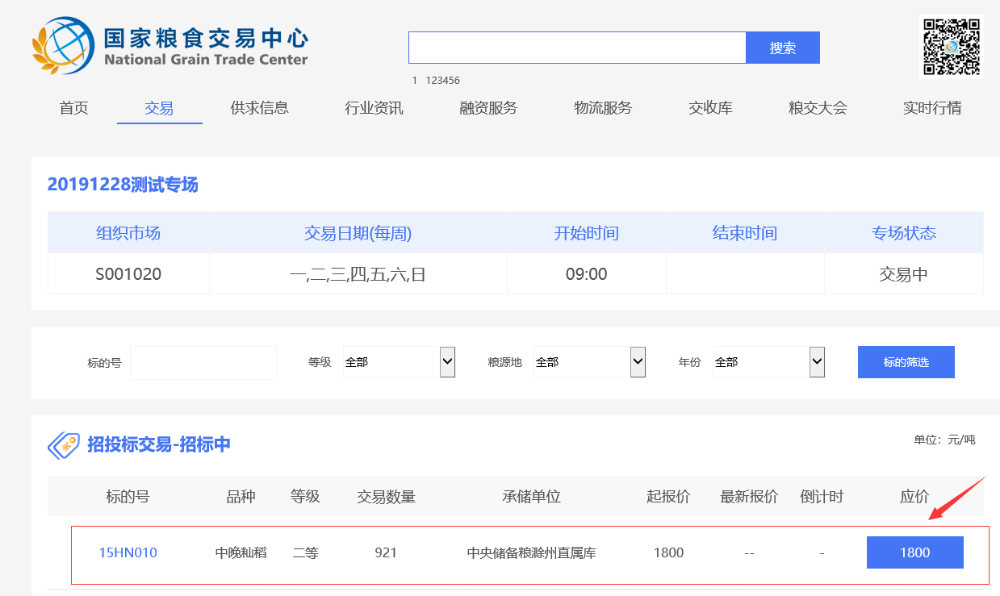 国家粮食交易中心
National Grain Trade Center
搜索
1 123456
首页 交易 供求信息 行业资讯 融资服务 物流服务 交收库 粮交大会 实时行情
20191228测试专场
组织市场 交易日期(每周) 开始时间 结束时间 专场状态
S001020 一,二,三,四,五,六,日 09:00 交易中
标的号 等级 全部 粮源地 全部 年份 全部 标的筛选
招投标交易-招标中 单位：元/吨
标的号 品种 等级 交易数量 承储单位 起报价 最新报价 倒计时 应价
15HN010 中晚籼稻 二等 921 中央储备粮滁州直属库 1800 -- - 1800